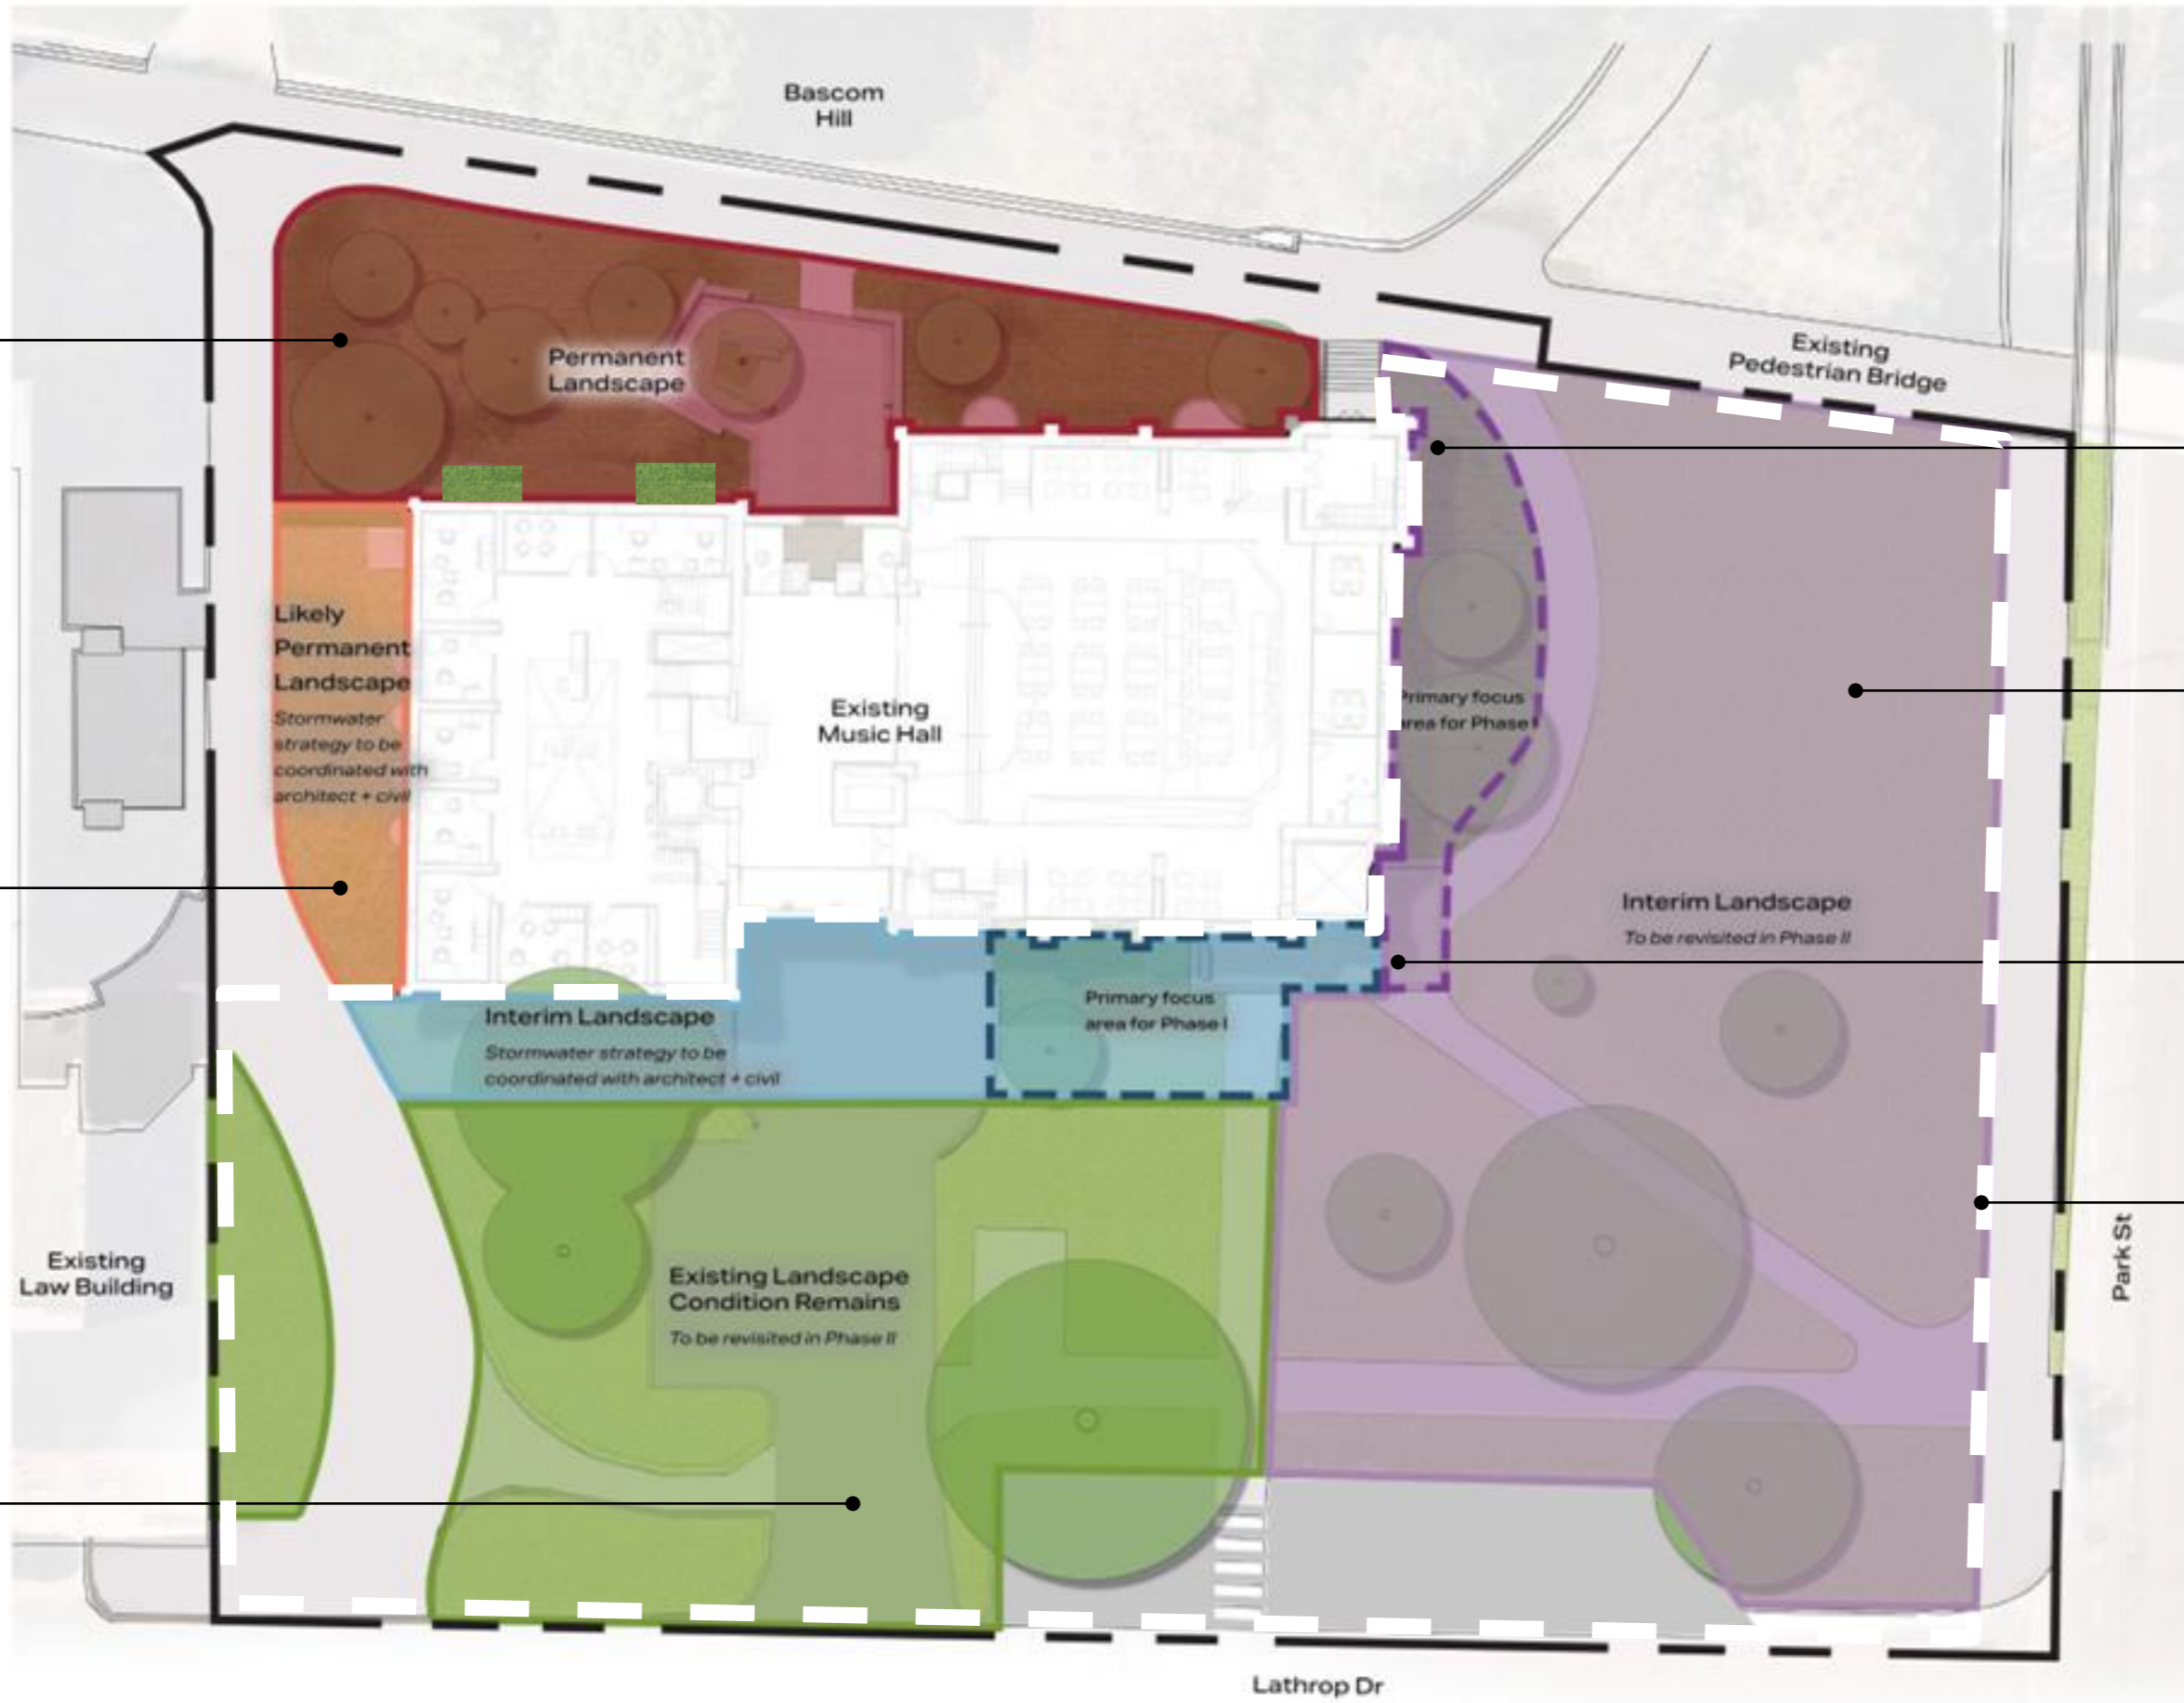 Bascom
Hill
Existing
Pedestrian Bridge
Permanent
Landscape
Likely
Permanent
Landscape
Stormwater
strategy to be
coordinated with
architect + civil
Existing
Music Hall
Primary focus
area for Phase I
Interim Landscape
To be revisited in Phase II
Interim Landscape
Stormwater strategy to be
coordinated with architect + civil
Primary focus
area for Phase I
Existing
Law Building
Existing Landscape
Condition Remains
To be revisited in Phase II
Park St
Lathrop Dr